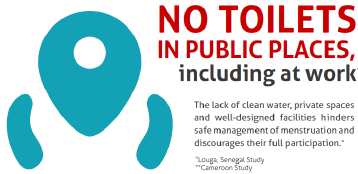 NO TOILETS
IN PUBLIC PLACES,
including at work*
The lack of clean water, private spaces
and well-designed facilities hinders
safe management of menstruation and
discourages their full participation.”
*Louga, Senegal Study
**Cameroon Study